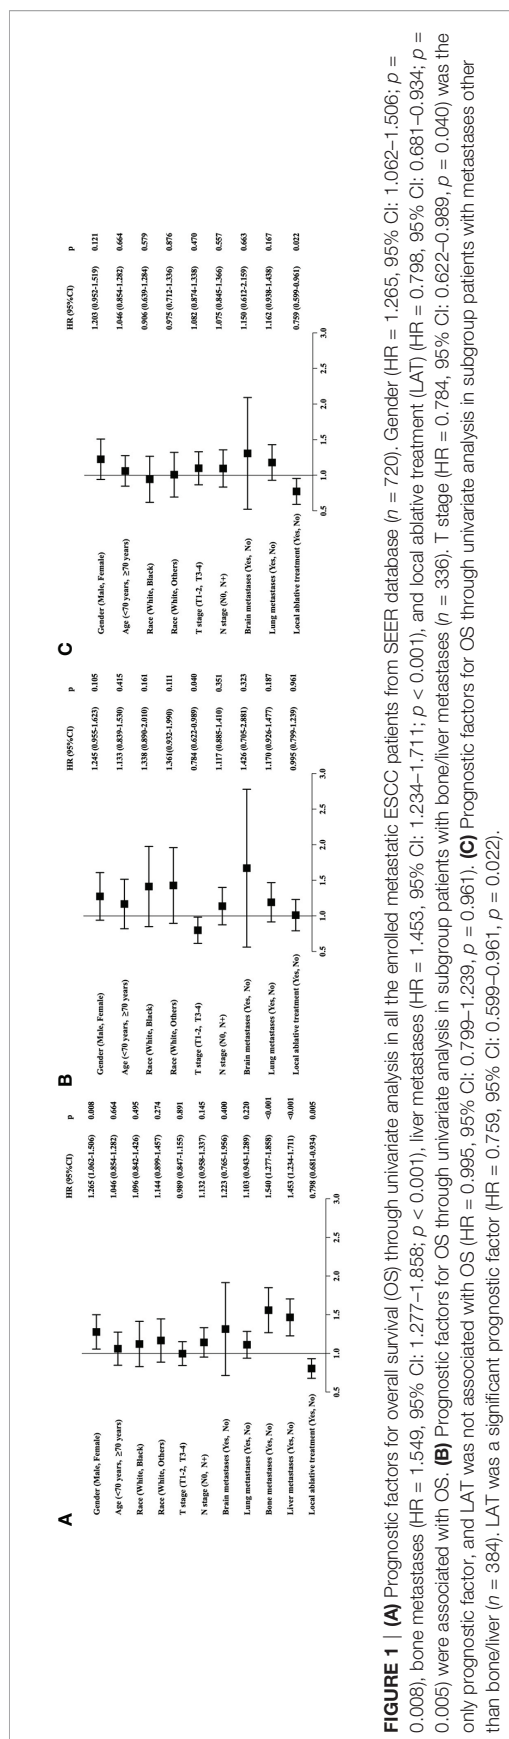 A
HR (95%CI) p
Gender (Male, Female) 1.265 (1.062-1.506) 0.008
Age (<70 years, ≥70 years) 1.046 (0.854-1.282) 0.664
Race (White, Black) 1.096 (0.842-1.426) 0.495
Race (White, Others) 1.144 (0.899-1.457) 0.274
T stage (T1-2, T3-4) 0.989 (0.847-1.155) 0.891
N stage (N0, N+) 1.132 (0.958-1.337) 0.145
Brain metastases (Yes, No) 1.223 (0.765-1.956) 0.400
Lung metastases (Yes, No) 1.103 (0.943-1.289) 0.220
Bone metastases (Yes, No) 1.540 (1.277-1.858) <0.001
Liver metastases (Yes, No) 1.453 (1.234-1.711) <0.001
Local ablative treatment (Yes, No) 0.798 (0.681-0.934) 0.005
0.5 1.0 1.5 2.0 3.0
B
HR (95%CI) p
Gender (Male, Female) 1.245 (0.955-1.623) 0.105
Age (<70 years, ≥70 years) 1.133 (0.839-1.530) 0.415
Race (White, Black) 1.338 (0.890-2.010) 0.161
Race (White, Others) 1.361(0.932-1.990) 0.111
T stage (T1-2, T3-4) 0.784 (0.622-0.989) 0.040
N stage (N0, N+) 1.117 (0.885-1.410) 0.351
Brain metastases (Yes, No) 1.426 (0.705-2.881) 0.323
Lung metastases (Yes, No) 1.170 (0.926-1.477) 0.187
Local ablative treatment (Yes, No) 0.995 (0.799-1.239) 0.961
0.5 1.0 1.5 2.0 2.5 3.0
C
HR (95%CI) p
Gender (Male, Female) 1.203 (0.952-1.519) 0.121
Age (<70 years, ≥70 years) 1.046 (0.854-1.282) 0.664
Race (White, Black) 0.906 (0.639-1.284) 0.579
Race (White, Others) 0.975 (0.712-1.336) 0.876
T stage (T1-2, T3-4) 1.082 (0.874-1.338) 0.470
N stage (N0, N+) 1.075 (0.845-1.366) 0.557
Brain metastases (Yes, No) 1.150 (0.612-2.159) 0.663
Lung metastases (Yes, No) 1.162 (0.938-1.438) 0.167
Local ablative treatment (Yes, No) 0.759 (0.599-0.961) 0.022
0.5 1.0 1.5 2.0 2.5 3.0
FIGURE 1 | (A) Prognostic factors for overall survival (OS) through univariate analysis in all the enrolled metastatic ESCC patients from SEER database (n = 720). Gender (HR = 1.265, 95% CI: 1.062–1.506; p =
0.008), bone metastases (HR = 1.549, 95% CI: 1.277–1.858; p < 0.001), liver metastases (HR = 1.453, 95% CI: 1.234–1.711; p < 0.001), and local ablative treatment (LAT) (HR = 0.798, 95% CI: 0.681–0.934; p =
0.005) were associated with OS. (B) Prognostic factors for OS through univariate analysis in subgroup patients with bone/liver metastases (n = 336). T stage (HR = 0.784, 95% CI: 0.622–0.989, p = 0.040) was the
only prognostic factor, and LAT was not associated with OS (HR = 0.995, 95% CI: 0.799–1.239, p = 0.961). (C) Prognostic factors for OS through univariate analysis in subgroup patients with metastases other
than bone/liver (n = 384). LAT was a significant prognostic factor (HR = 0.759, 95% CI: 0.599–0.961, p = 0.022).